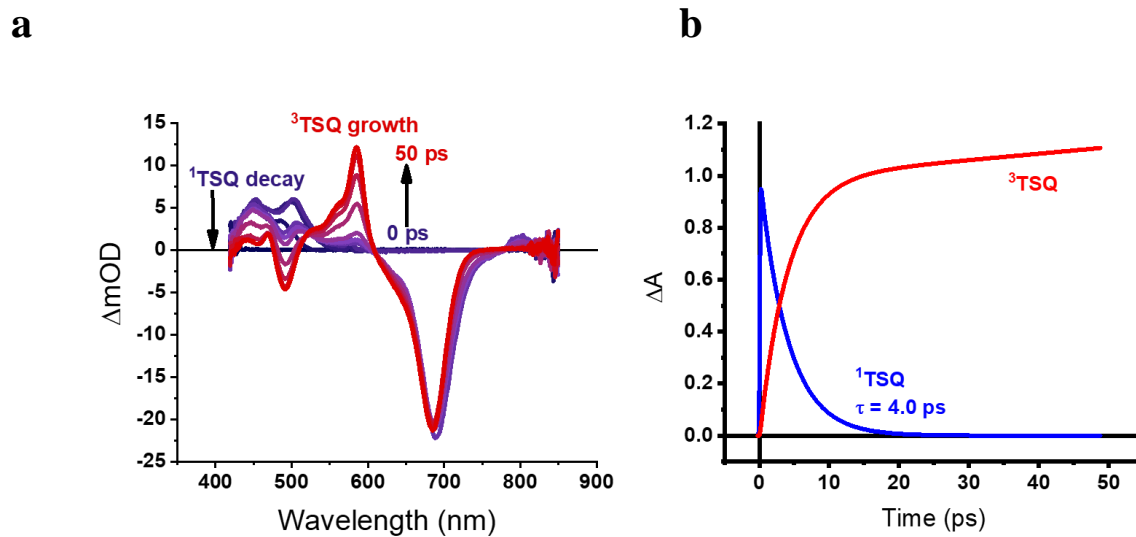 a
b
15
10
5
0
-5
-10
-15
-20
-25
ΔmOD
³TSQ growth
50 ps
¹TSQ decay
0 ps
400 500 600 700 800 900
Wavelength (nm)
1.2
1.0
0.8
0.6
0.4
0.2
0.0
ΔA
³TSQ
¹TSQ
τ = 4.0 ps
0 10 20 30 40 50
Time (ps)